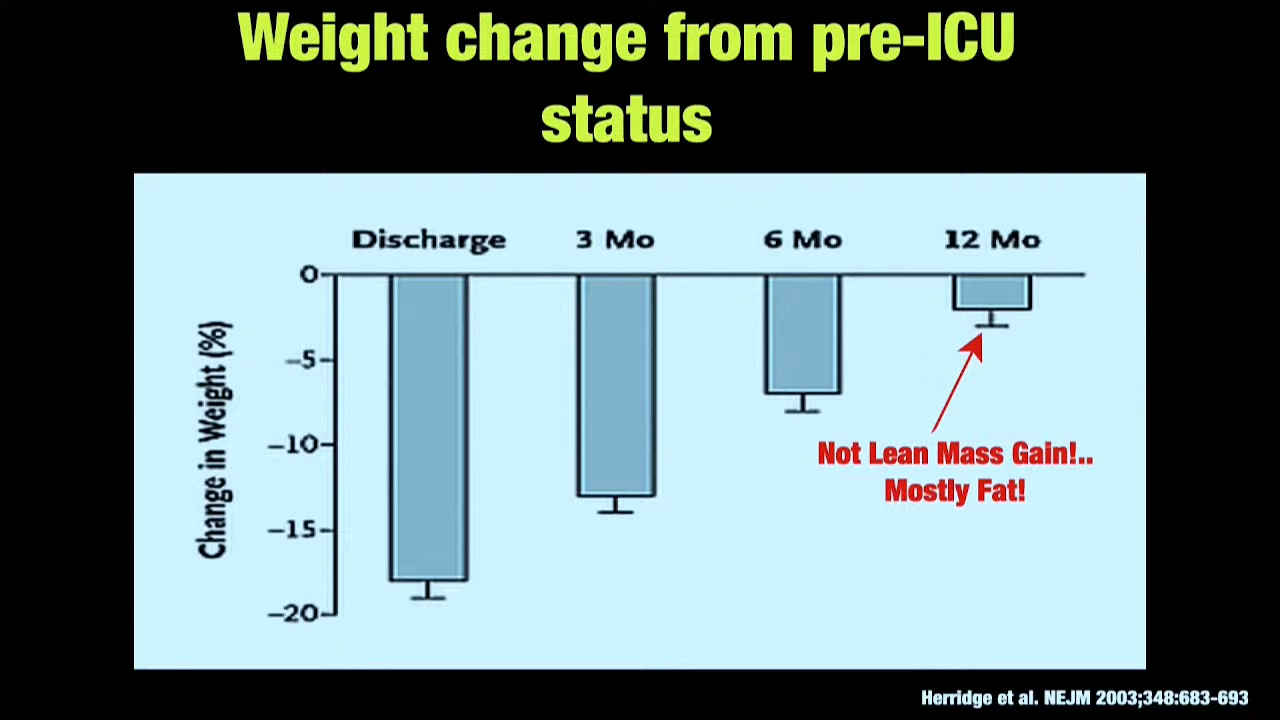 Weight change from pre-ICU
status
Discharge 3 Mo 6 Mo 12 Mo
0
–5
–10
–15
–20
Change in Weight (%)
Not Lean Mass Gain!..
Mostly Fat!
Herridge et al. NEJM 2003;348:683-693